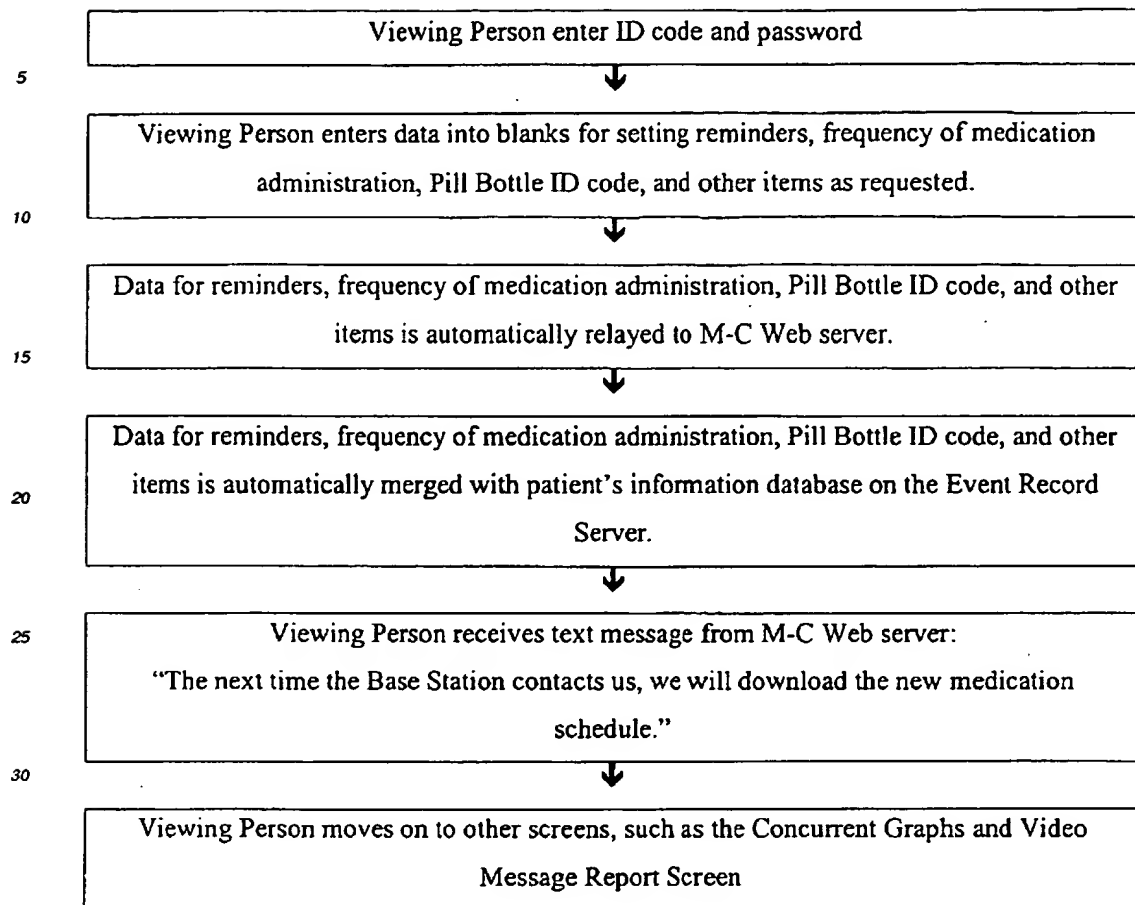 Viewing Person enter ID code and password
5
Viewing Person enters data into blanks for setting reminders, frequency of medication
administration, Pill Bottle ID code, and other items as requested.
10
Data for reminders, frequency of medication administration, Pill Bottle ID code, and other
items is automatically relayed to M-C Web server.
15
Data for reminders, frequency of medication administration, Pill Bottle ID code, and other
items is automatically merged with patient's information database on the Event Record
20
Server.
Viewing Person receives text message from M-C Web server:
25
"The next time the Base Station contacts us, we will download the new medication
schedule."
30
Viewing Person moves on to other screens, such as the Concurrent Graphs and Video
Message Report Screen